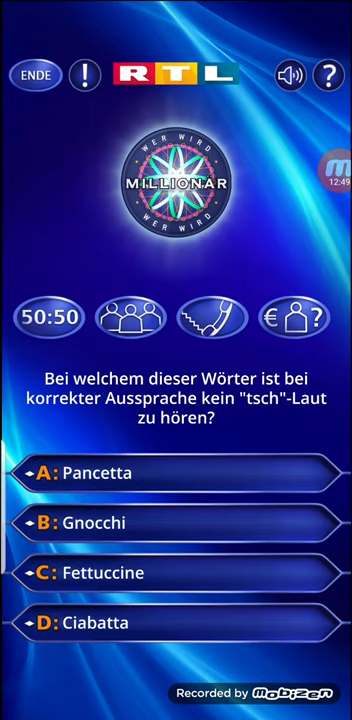 ENDE ! RTL ?
WER WIRD
MILLIONÄR
WER WIRD
m
12:49
50:50 € ?
Bei welchem dieser Wörter ist bei
korrekter Aussprache kein "tsch"-Laut
zu hören?
A: Pancetta
B: Gnocchi
C: Fettuccine
D: Ciabatta
Recorded by mobizen